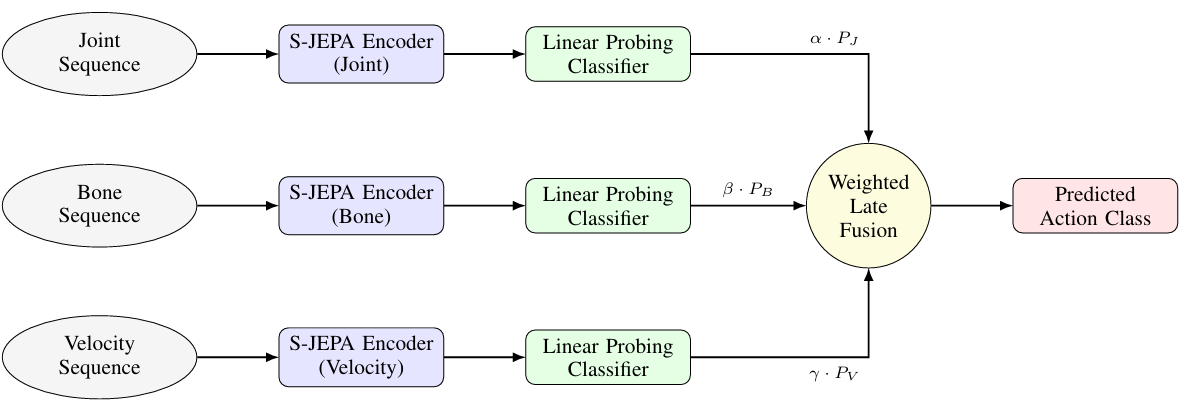 Joint
Sequence
S-JEPA Encoder
(Joint)
Linear Probing
Classifier
α · P_J
Bone
Sequence
S-JEPA Encoder
(Bone)
Linear Probing
Classifier
β · P_B
Weighted
Late
Fusion
Predicted
Action Class
Velocity
Sequence
S-JEPA Encoder
(Velocity)
Linear Probing
Classifier
γ · P_V